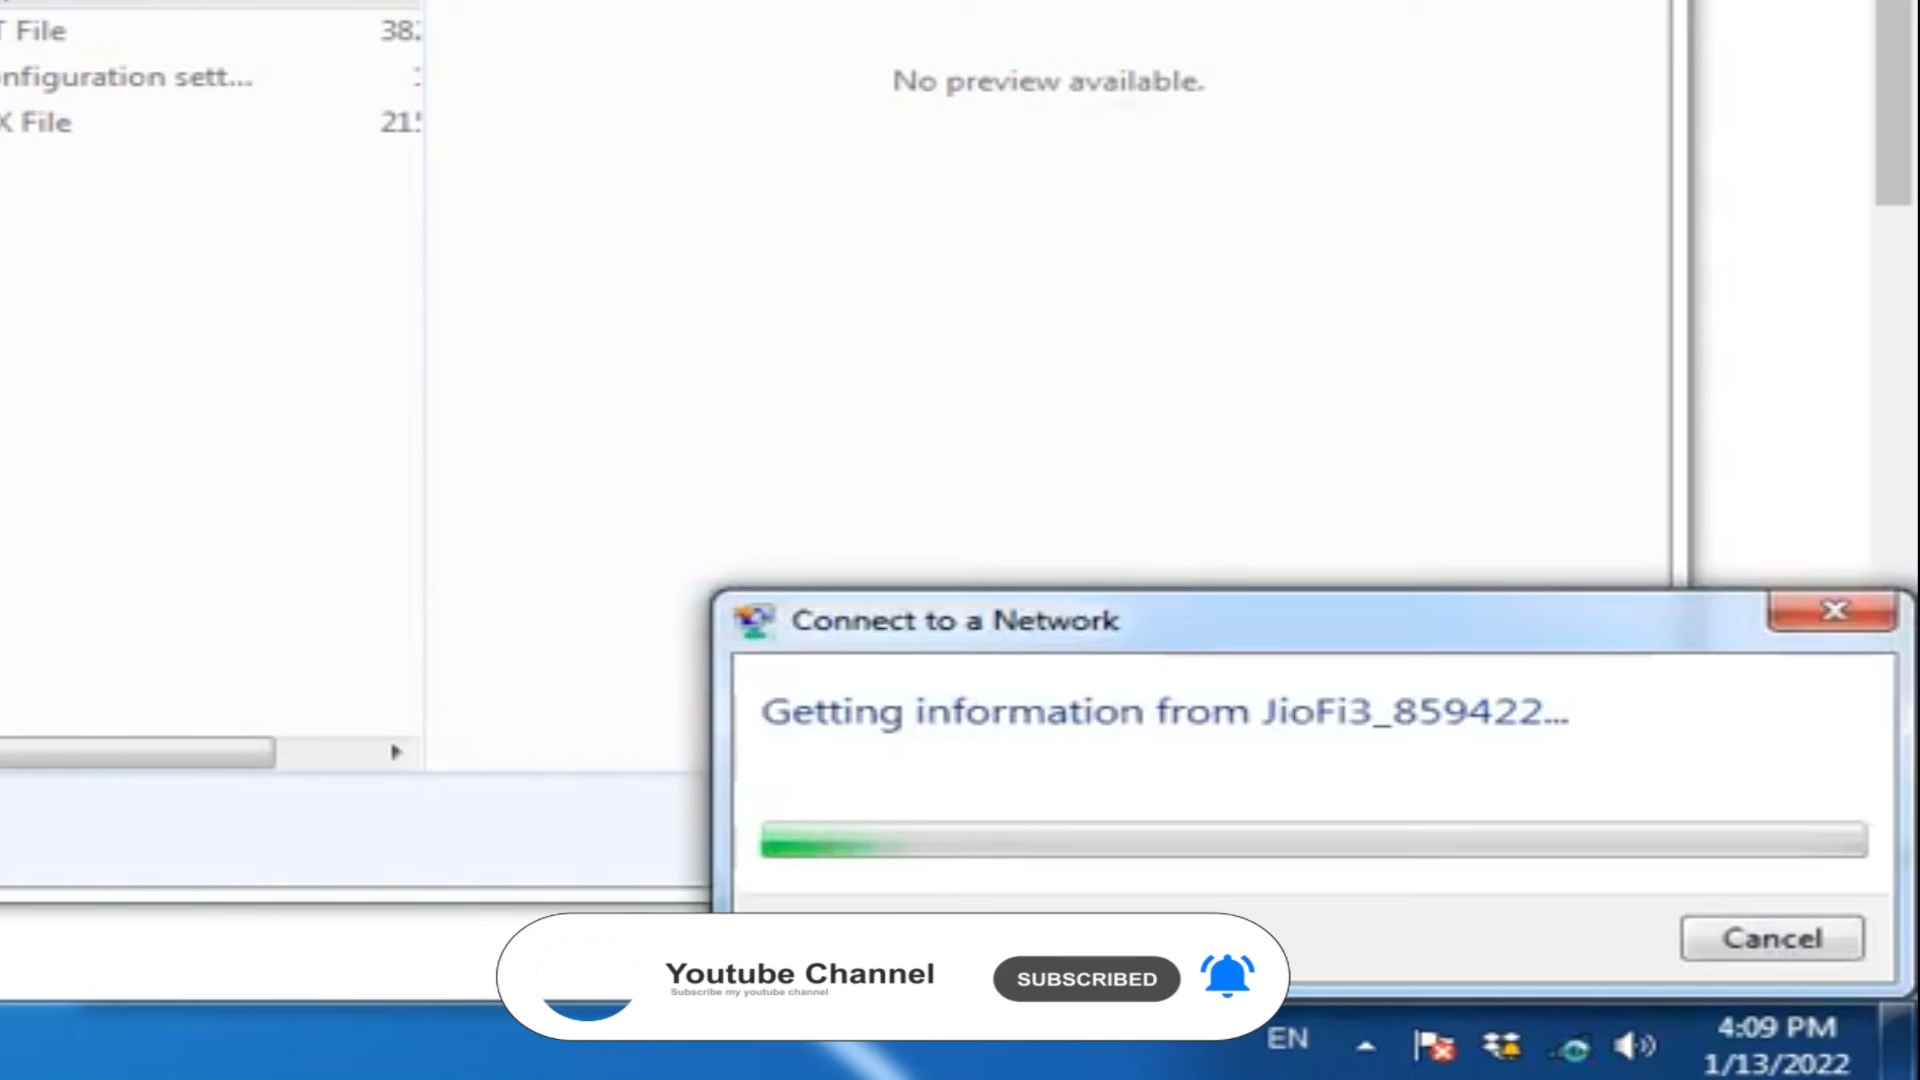 File
382
nfiguration sett...
File
No preview available.
Connect to a Network
Getting information from JioFi3_859422...
Cancel
Youtube Channel
Subscribe my youtube channel
SUBSCRIBED
EN
4:09 PM
1/13/2022